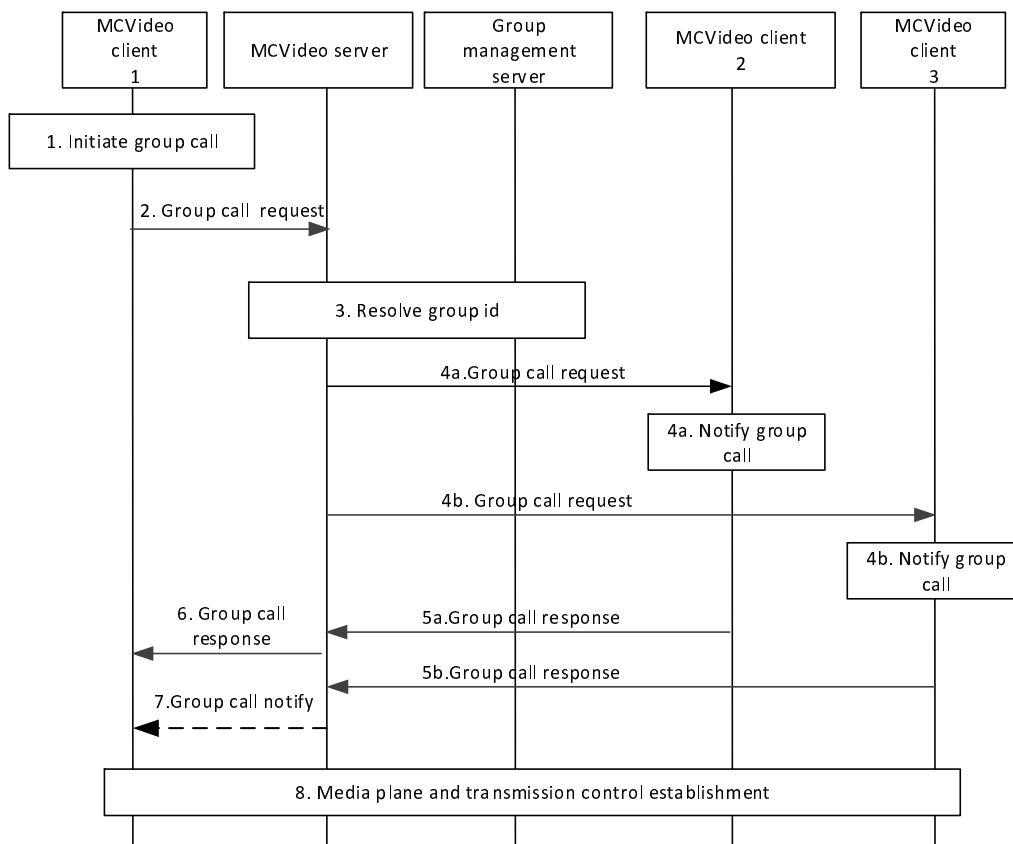 MCVideo
client
1
MCVideo server
Group
management
server
MCVideo client
2
MCVideo
client
3
1. Initiate group call
2. Group call request
3. Resolve group id
4a.Group call request
4a. Notify group
call
4b. Group call request
4b. Notify group
call
6. Group call
response
5a.Group call response
5b.Group call response
7.Group call notify
8. Media plane and transmission control establishment